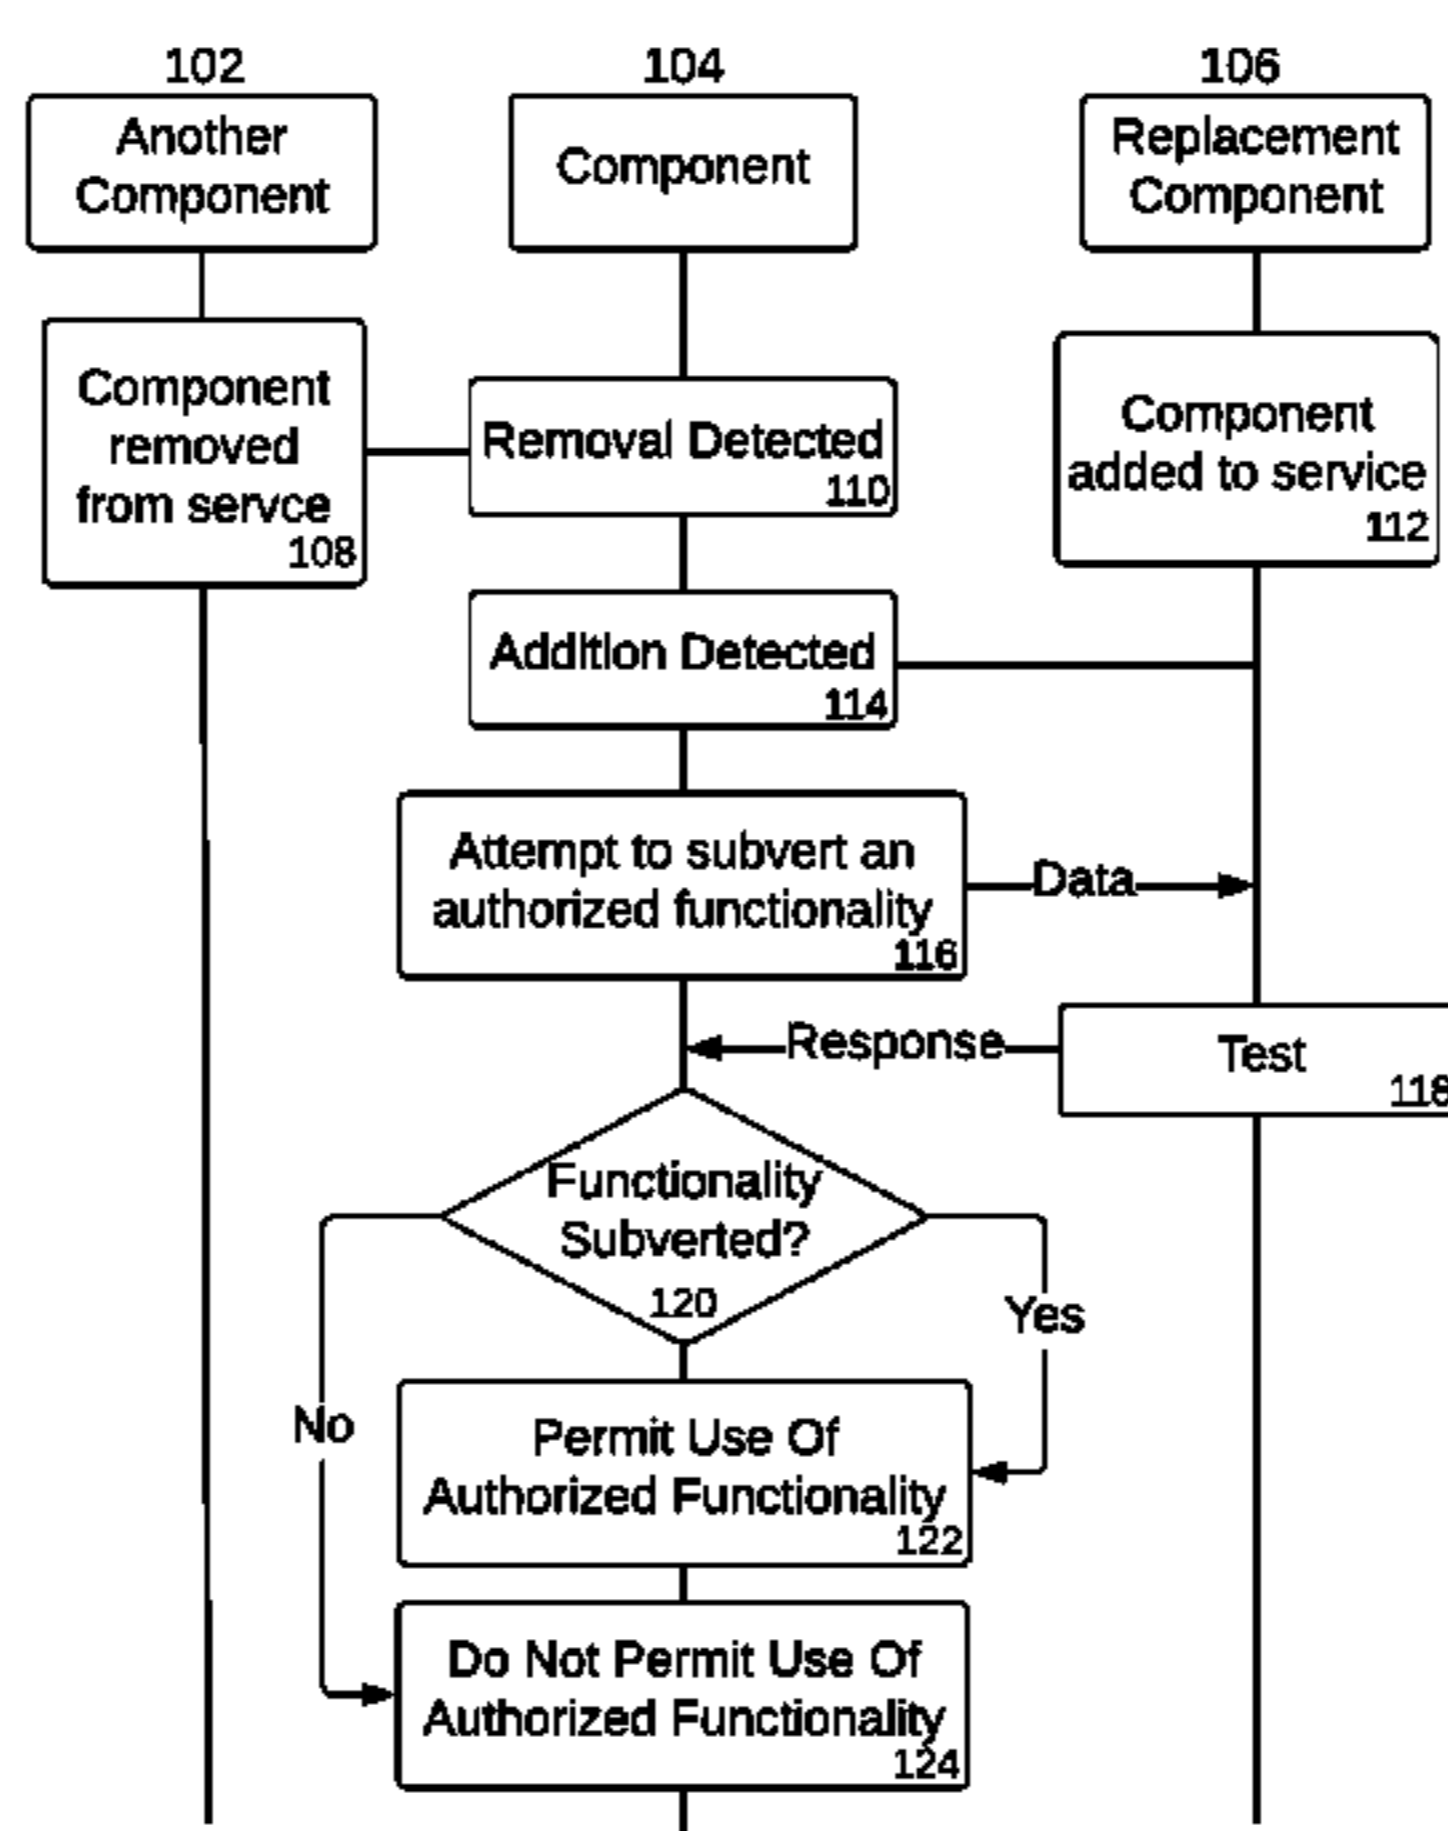 102
104
106
Another
Component
Component
Replacement
Component
Component
removed
from servce
108
Removal Detected
110
Component
added to service
112
Addition Detected
114
Attempt to subvert an
authorized functionality
116
Data
Response
Test
118
Functionality
Subverted?
120
Yes
No
Permit Use Of
Authorized Functionality
122
Do Not Permit Use Of
Authorized Functionality
124